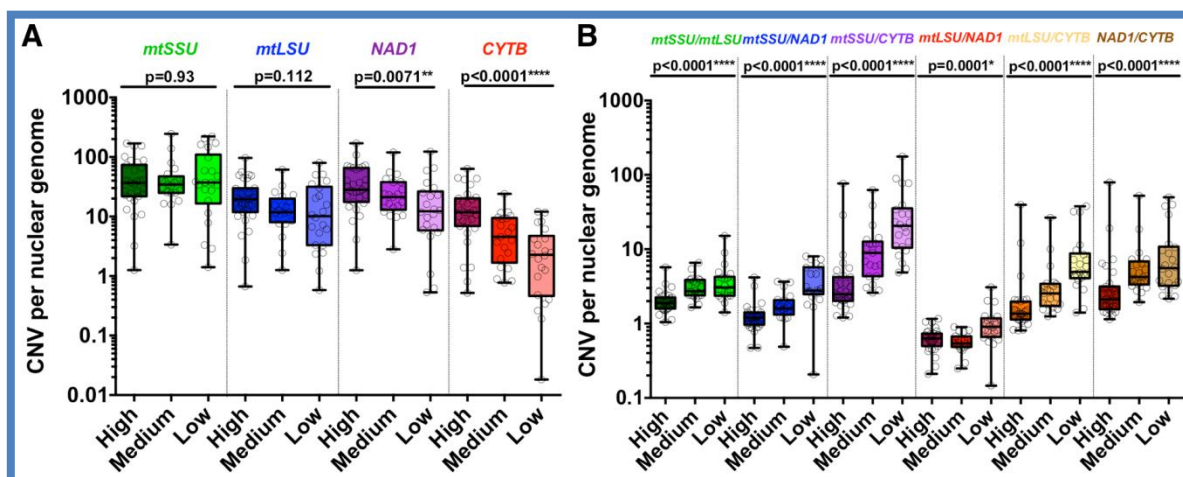 A
mtSSU mtLSU NAD1 CYTB
p=0.93 p=0.112 p=0.0071** p<0.0001****
CNV per nuclear genome
1000
100
10
1
0.1
0.01
High Medium Low High Medium Low High Medium Low High Medium Low
B
mtSSU/mtLSU mtSSU/NAD1 mtSSU/CYTB mtLSU/NAD1 mtLSU/CYTB NAD1/CYTB
p<0.0001**** p<0.0001**** p<0.0001**** p=0.0001* p<0.0001**** p<0.0001****
CNV per nuclear genome
1000
100
10
1
0.1
High Medium Low High Medium Low High Medium Low High Medium Low High Medium Low High Medium Low